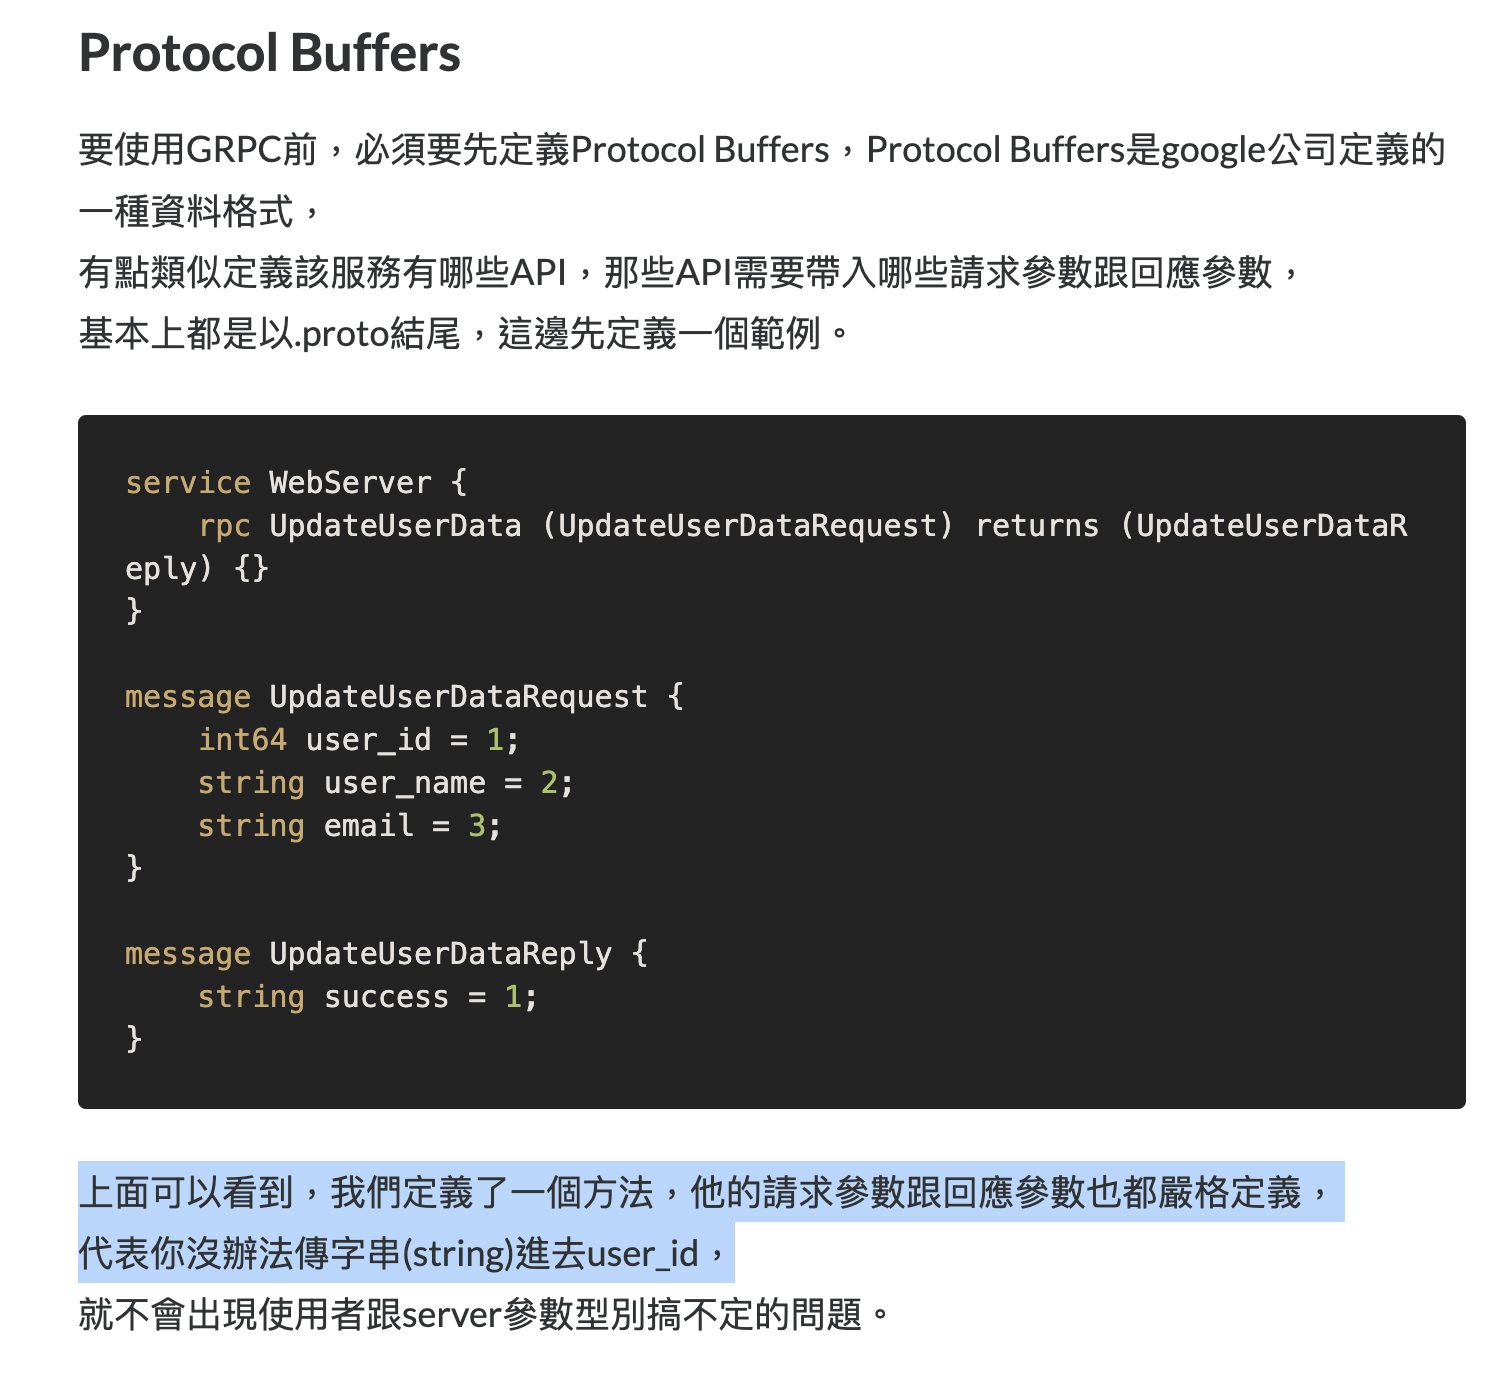 Protocol Buffers
要使用GRPC前，必須要先定義Protocol Buffers，Protocol Buffers是google公司定義的
一種資料格式，
有點類似定義該服務有哪些API，那些API需要帶入哪些請求參數跟回應參數，
基本上都是以.proto結尾，這邊先定義一個範例。
service WebServer {
    rpc UpdateUserData (UpdateUserDataRequest) returns (UpdateUserDataR
eply) {}
}
message UpdateUserDataRequest {
    int64 user_id = 1;
    string user_name = 2;
    string email = 3;
}
message UpdateUserDataReply {
    string success = 1;
}
上面可以看到，我們定義了一個方法，他的請求參數跟回應參數也都嚴格定義，
代表你沒辦法傳字串(string)進去user_id，
就不會出現使用者跟server參數型別搞不定的問題。